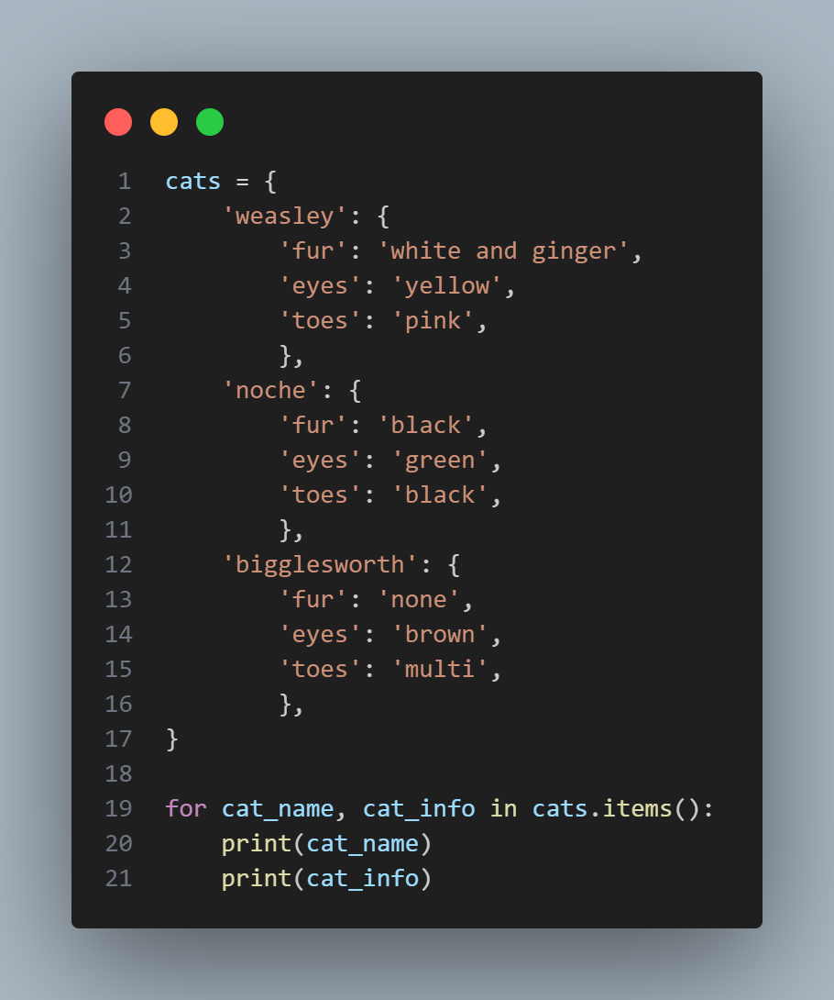 1 cats = {
2     'weasley': {
3         'fur': 'white and ginger',
4         'eyes': 'yellow',
5         'toes': 'pink',
6         },
7     'noche': {
8         'fur': 'black',
9         'eyes': 'green',
10         'toes': 'black',
11         },
12     'bigglesworth': {
13         'fur': 'none',
14         'eyes': 'brown',
15         'toes': 'multi',
16         },
17 }
18
19 for cat_name, cat_info in cats.items():
20     print(cat_name)
21     print(cat_info)